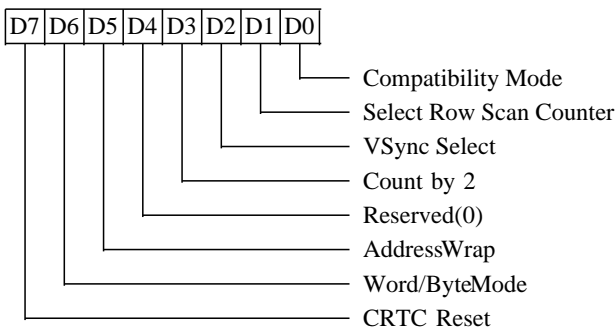 D7 D6 D5 D4 D3 D2 D1 D0
Compatibility Mode
Select Row Scan Counter
VSync Select
Count by 2
Reserved(0)
AddressWrap
Word/ByteMode
CRTC Reset